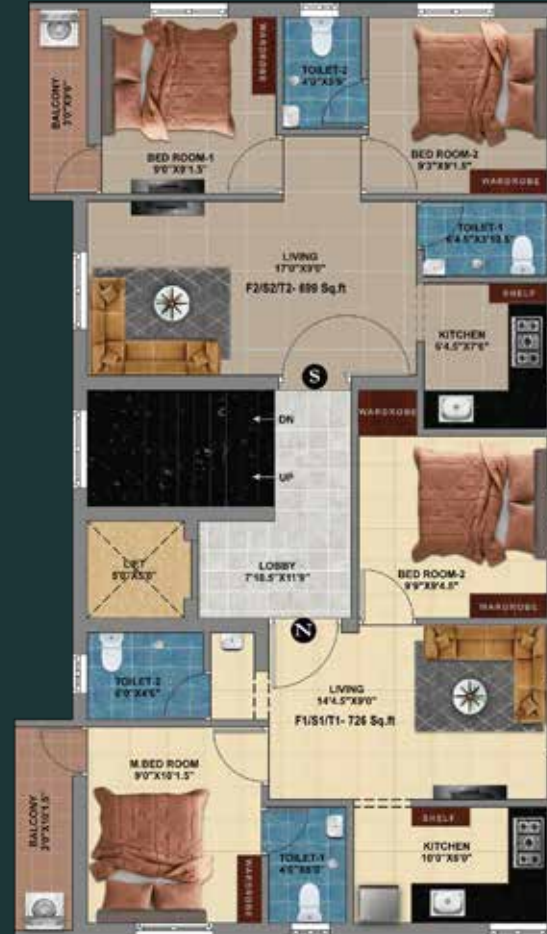 BALCONY
3'0"X9'6"
BED ROOM-1
9'0"X9'1.5"
WARDROBE
TOILET-2
4'0"X5'9"
BED ROOM-2
9'3"X9'1.5"
WARDROBE
LIVING
17'0"X9'0"
F2/S2/T2- 699 Sq.ft
TOILET-1
6'4.5"X3'10.5"
SHELF
KITCHEN
6'4.5"X7'6"
S
DN
UP
WARDROBE
LIFT
5'0"X5'0"
LOBBY
7'10.5"X11'9"
BED ROOM-2
9'9"X9'4.5"
WARDROBE
N
TOILET-2
6'0"X4'6"
LIVING
14'4.5"X9'0"
F1/S1/T1- 726 Sq.ft
BALCONY
3'0"X10'1.5"
M.BED ROOM
9'0"X10'1.5"
WARDROBE
TOILET-1
SHELF
KITCHEN
10'0"X6'0"